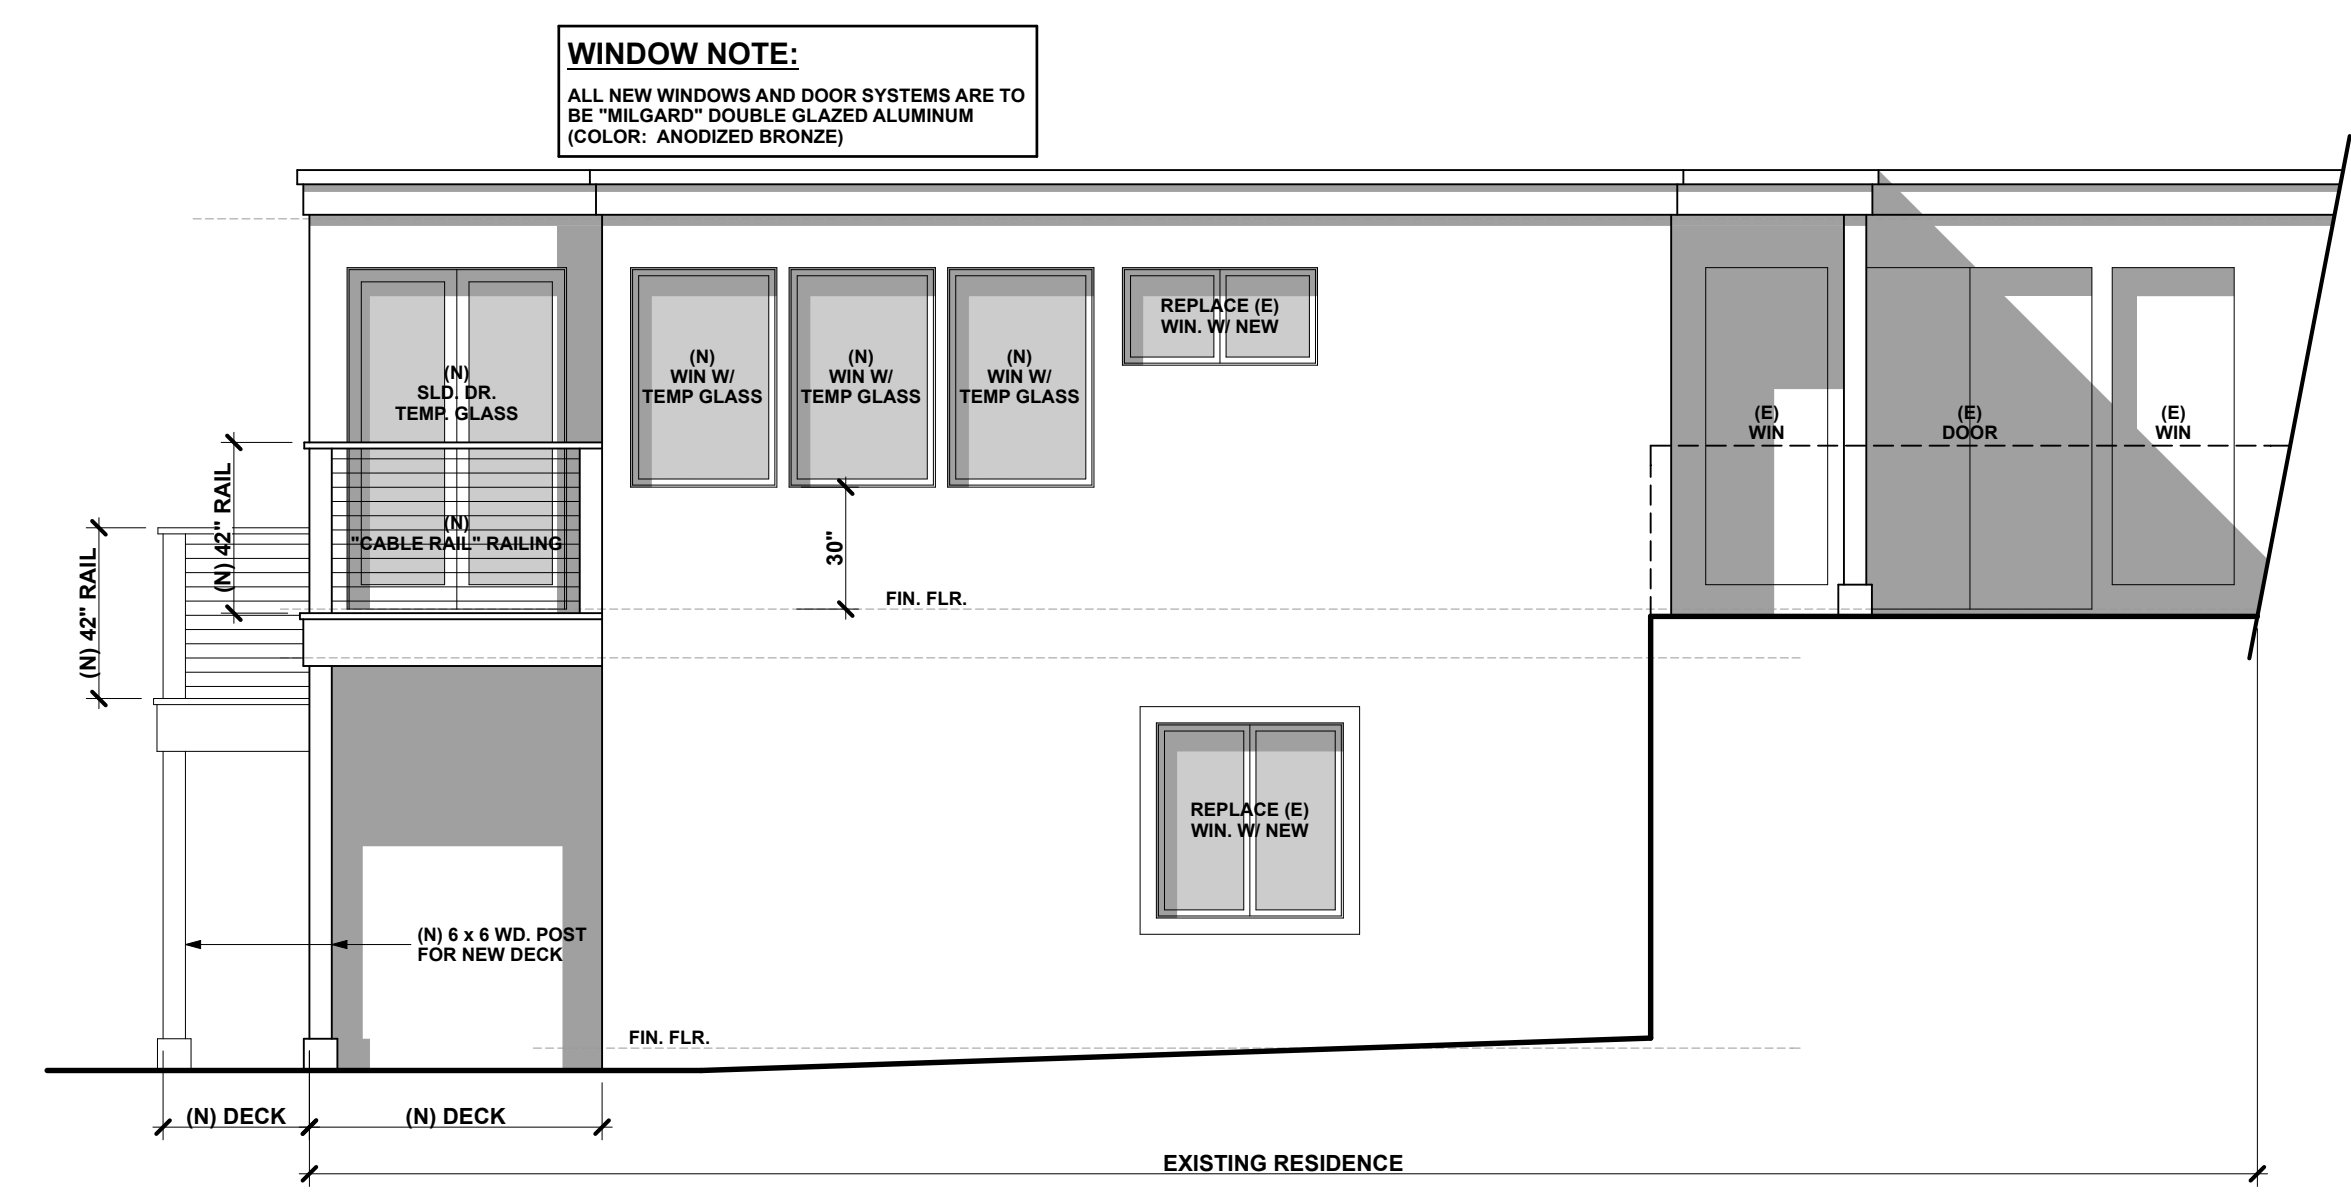 WINDOW NOTE:
ALL NEW WINDOWS AND DOOR SYSTEMS ARE TO
BE "MILGARD" DOUBLE GLAZED ALUMINUM
(COLOR:  ANODIZED BRONZE)
(N)
SLD. DR.
TEMP. GLASS
(N)
WIN W/
TEMP GLASS
(N)
WIN W/
TEMP GLASS
(N)
WIN W/
TEMP GLASS
REPLACE (E)
WIN. W/ NEW
(E)
WIN
(E)
DOOR
(E)
WIN
(N) 42" RAIL
(N) 42" RAIL
(N)
"CABLE RAIL" RAILING
30"
FIN. FLR.
REPLACE (E)
WIN. W/ NEW
(N) 6 x 6 WD. POST
FOR NEW DECK
FIN. FLR.
(N) DECK
(N) DECK
EXISTING RESIDENCE